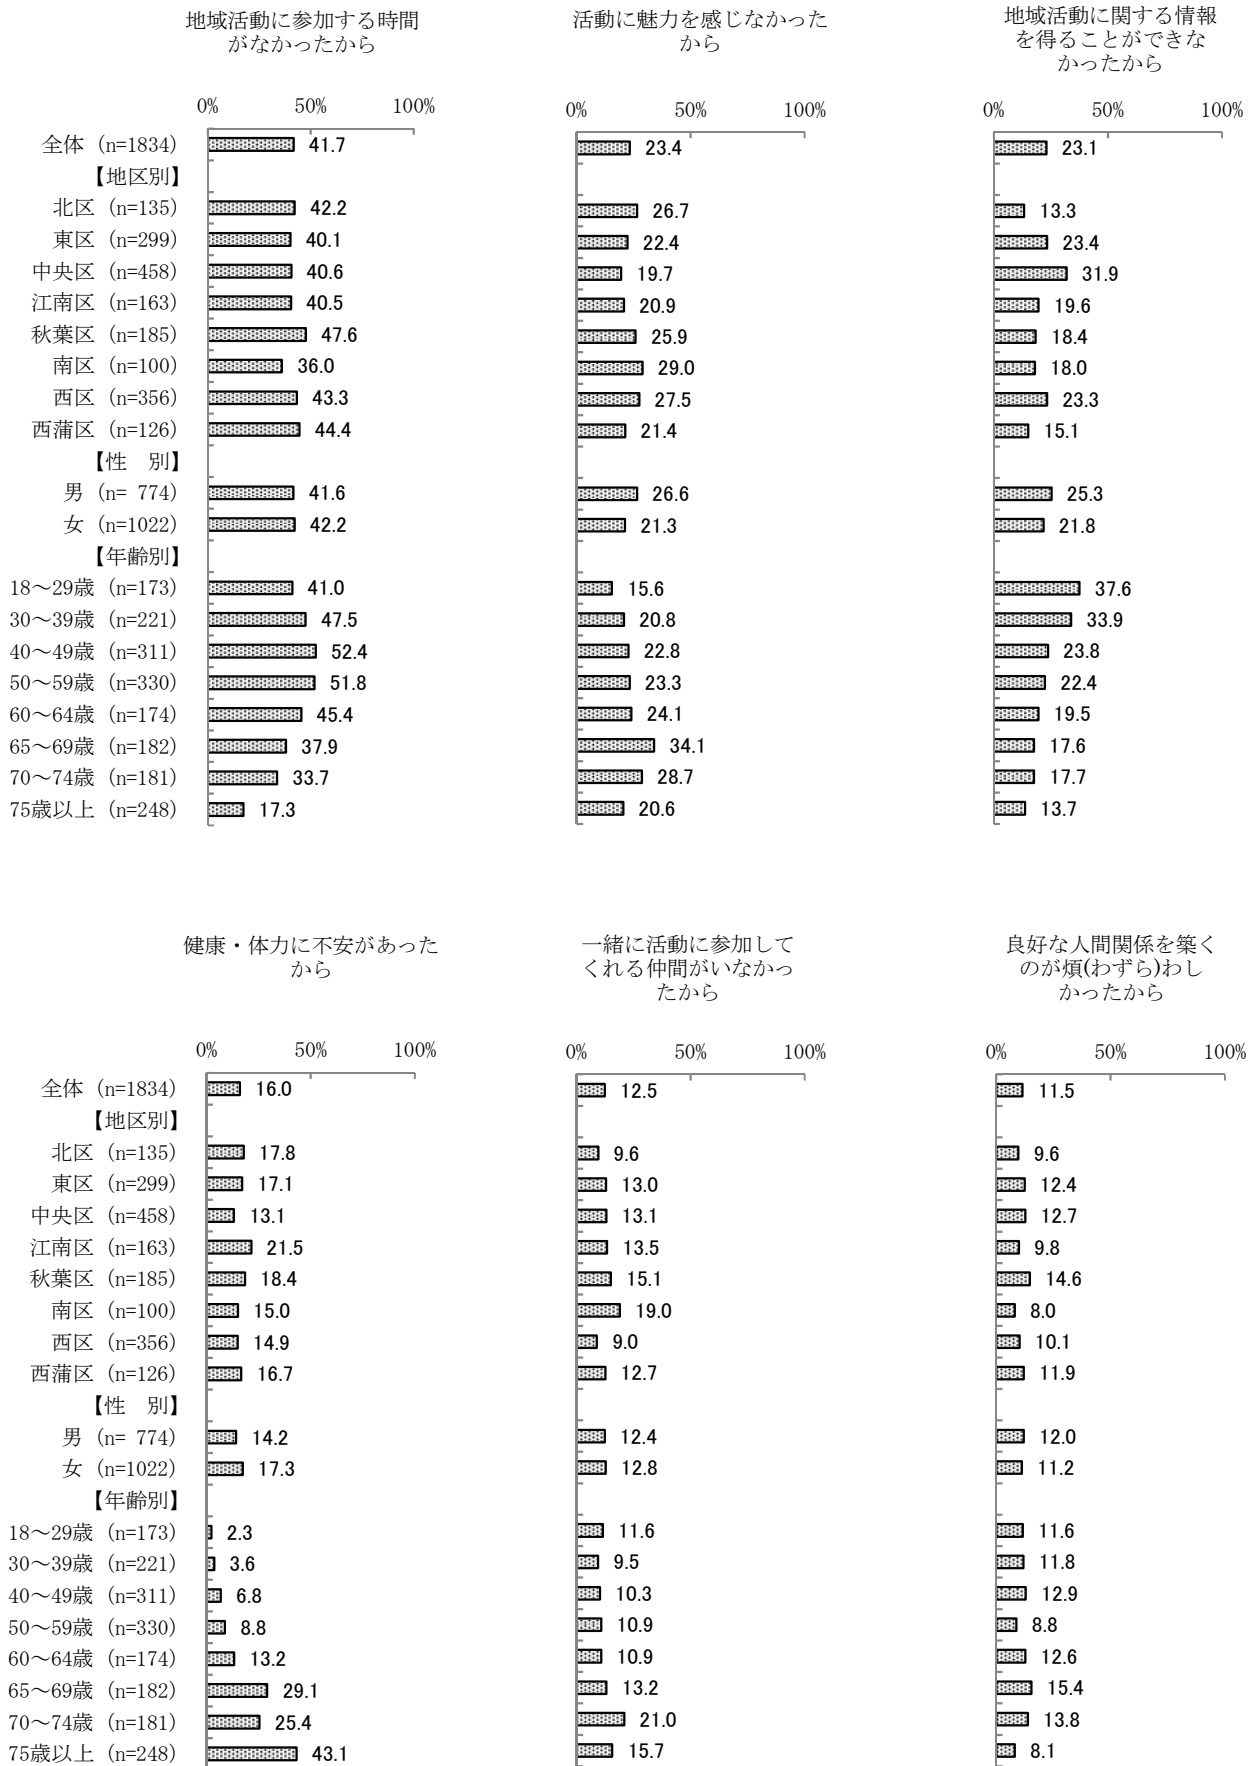 地域活動に参加する時間
がなかったから
活動に魅力を感じなかった
から
地域活動に関する情報
を得ることができな
かったから
0% 50% 100% 0% 50% 100% 0% 50% 100%
全体 (n=1834) 41.7 23.4 23.1
【地区別】
北区 (n=135) 42.2 26.7 13.3
東区 (n=299) 40.1 22.4 23.4
中央区 (n=458) 40.6 19.7 31.9
江南区 (n=163) 40.5 20.9 19.6
秋葉区 (n=185) 47.6 25.9 18.4
南区 (n=100) 36.0 29.0 18.0
西区 (n=356) 43.3 27.5 23.3
西蒲区 (n=126) 44.4 21.4 15.1
【性　別】
男 (n= 774) 41.6 26.6 25.3
女 (n=1022) 42.2 21.3 21.8
【年齢別】
18～29歳 (n=173) 41.0 15.6 37.6
30～39歳 (n=221) 47.5 20.8 33.9
40～49歳 (n=311) 52.4 22.8 23.8
50～59歳 (n=330) 51.8 23.3 22.4
60～64歳 (n=174) 45.4 24.1 19.5
65～69歳 (n=182) 37.9 34.1 17.6
70～74歳 (n=181) 33.7 28.7 17.7
75歳以上 (n=248) 17.3 20.6 13.7
健康・体力に不安があった
から
一緒に活動に参加して
くれる仲間がいなかっ
たから
良好な人間関係を築く
のが煩(わずら)わし
かったから
0% 50% 100% 0% 50% 100% 0% 50% 100%
全体 (n=1834) 16.0 12.5 11.5
【地区別】
北区 (n=135) 17.8 9.6 9.6
東区 (n=299) 17.1 13.0 12.4
中央区 (n=458) 13.1 13.1 12.7
江南区 (n=163) 21.5 13.5 9.8
秋葉区 (n=185) 18.4 15.1 14.6
南区 (n=100) 15.0 19.0 8.0
西区 (n=356) 14.9 9.0 10.1
西蒲区 (n=126) 16.7 12.7 11.9
【性　別】
男 (n= 774) 14.2 12.4 12.0
女 (n=1022) 17.3 12.8 11.2
【年齢別】
18～29歳 (n=173) 2.3 11.6 11.6
30～39歳 (n=221) 3.6 9.5 11.8
40～49歳 (n=311) 6.8 10.3 12.9
50～59歳 (n=330) 8.8 10.9 8.8
60～64歳 (n=174) 13.2 10.9 12.6
65～69歳 (n=182) 29.1 13.2 15.4
70～74歳 (n=181) 25.4 21.0 13.8
75歳以上 (n=248) 43.1 15.7 8.1